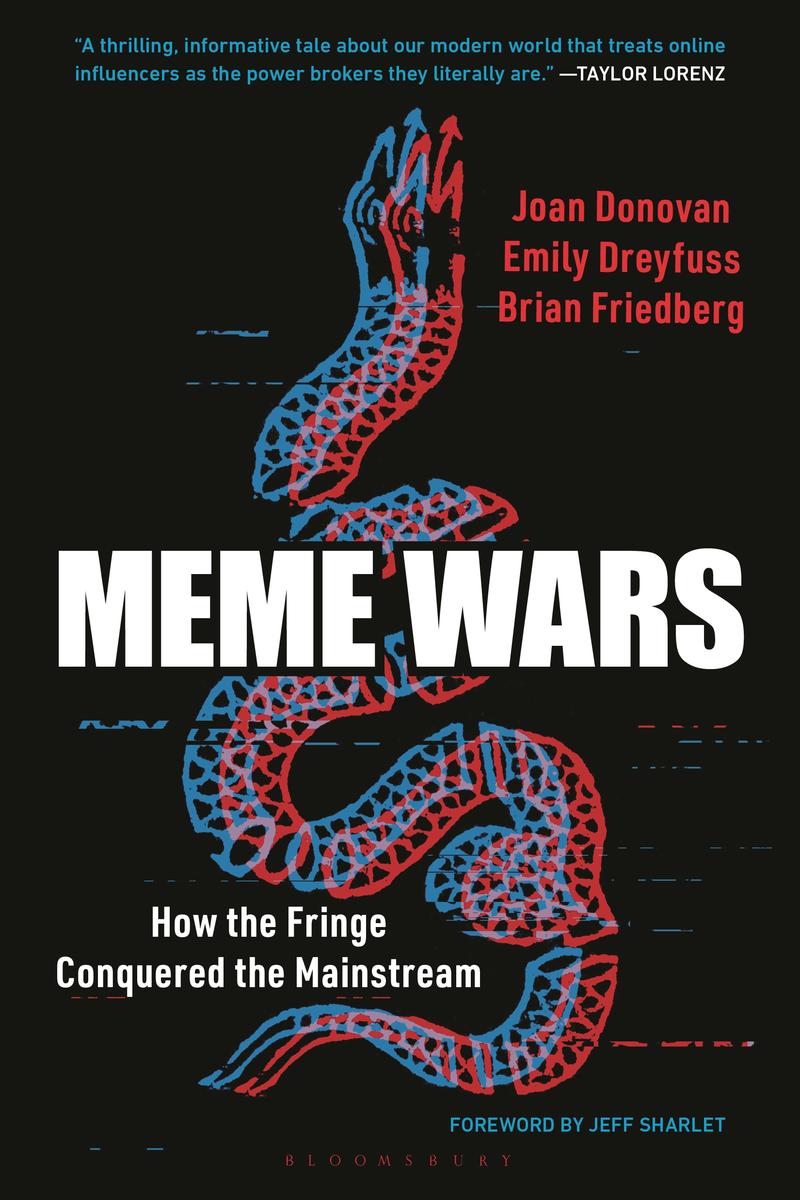 “A thrilling, informative tale about our modern world that treats online
influencers as the power brokers they literally are.” —TAYLOR LORENZ
Joan Donovan
Emily Dreyfuss
Brian Friedberg
MEME WARS
How the Fringe
Conquered the Mainstream
FOREWORD BY JEFF SHARLET
BLOOMSBURY